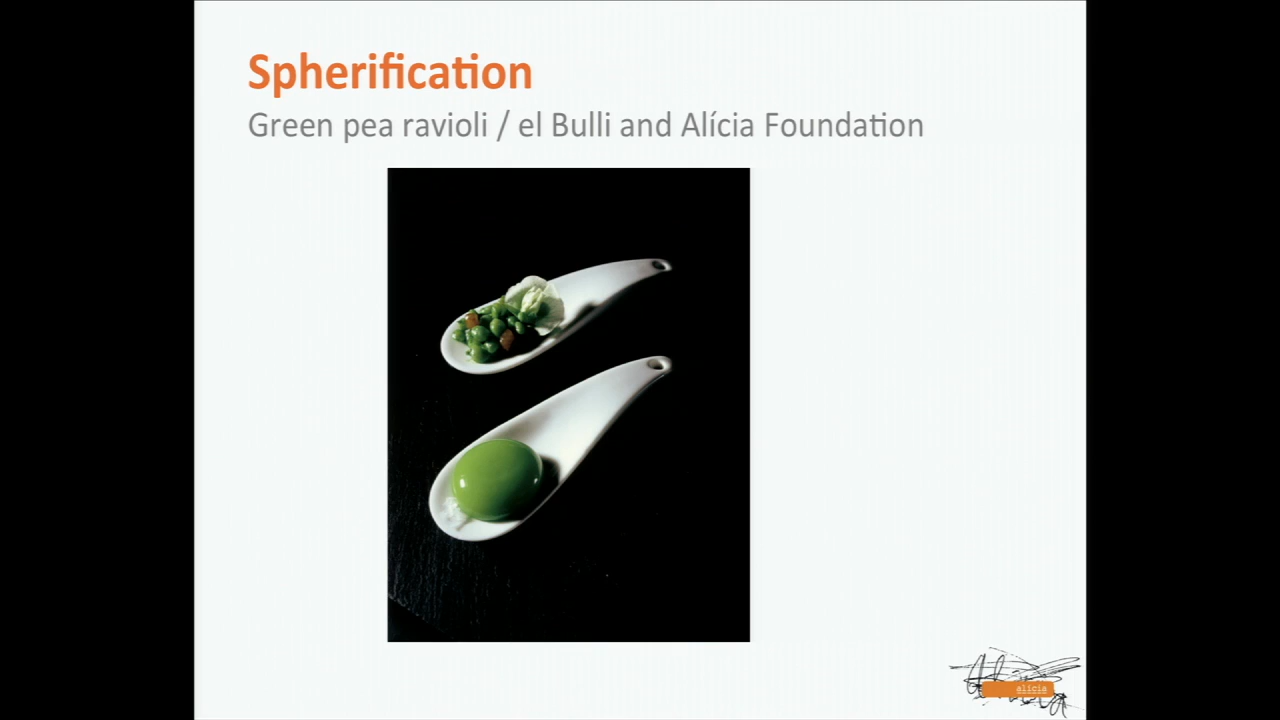 Spherification
Green pea ravioli / el Bulli and Alícia Foundation
alícia